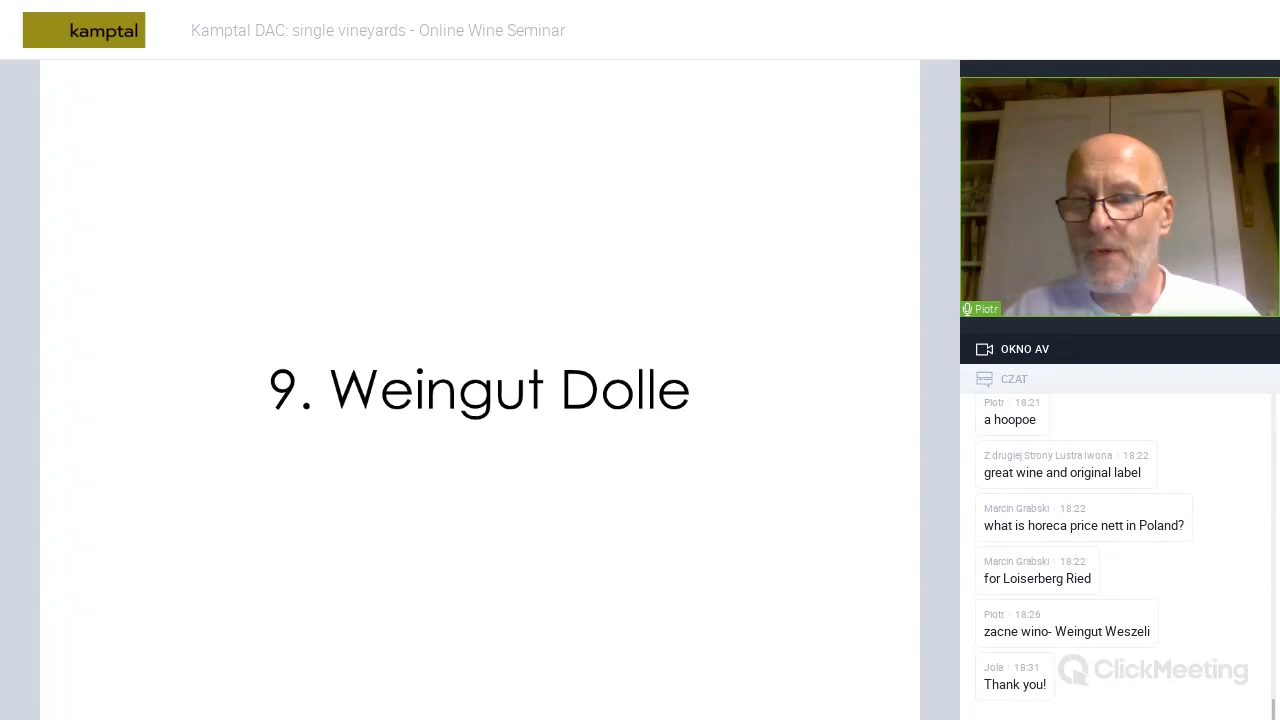 kamptal
Kamptal DAC: single vineyards - Online Wine Seminar
9. Weingut Dolle
Piotr
OKNO AV
CZAT
Piotr 18:21
a hoopoe
Z drugiej Strony Lustra Iwona 18:22
great wine and original label
Marcin Grabski 18:22
what is horeca price nett in Poland?
Marcin Grabski 18:22
for Loiserberg Ried
Piotr 18:26
zacne wino- Weingut Weszeli
Jola 18:31
Thank you!
ClickMeeting